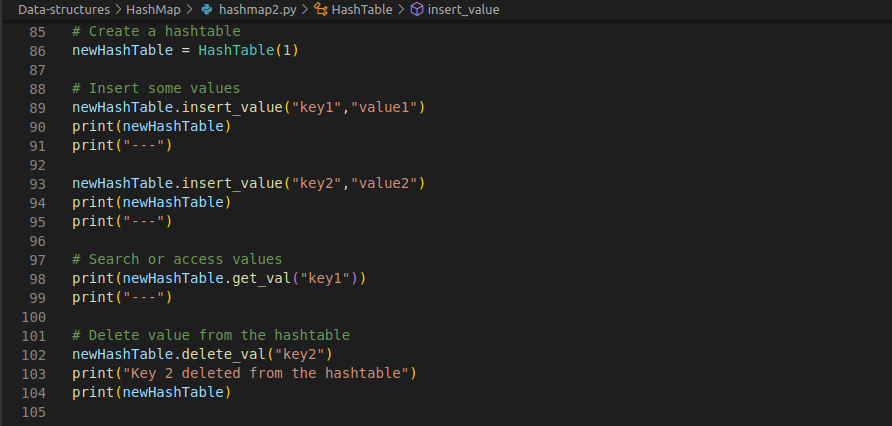 Data-structures > HashMap > hashmap2.py > HashTable > insert_value
85 # Create a hashtable
86 newHashTable = HashTable(1)
87
88 # Insert some values
89 newHashTable.insert_value("key1","value1")
90 print(newHashTable)
91 print("---")
92
93 newHashTable.insert_value("key2","value2")
94 print(newHashTable)
95 print("---")
96
97 # Search or access values
98 print(newHashTable.get_val("key1"))
99 print("---")
100
101 # Delete value from the hashtable
102 newHashTable.delete_val("key2")
103 print("Key 2 deleted from the hashtable")
104 print(newHashTable)
105